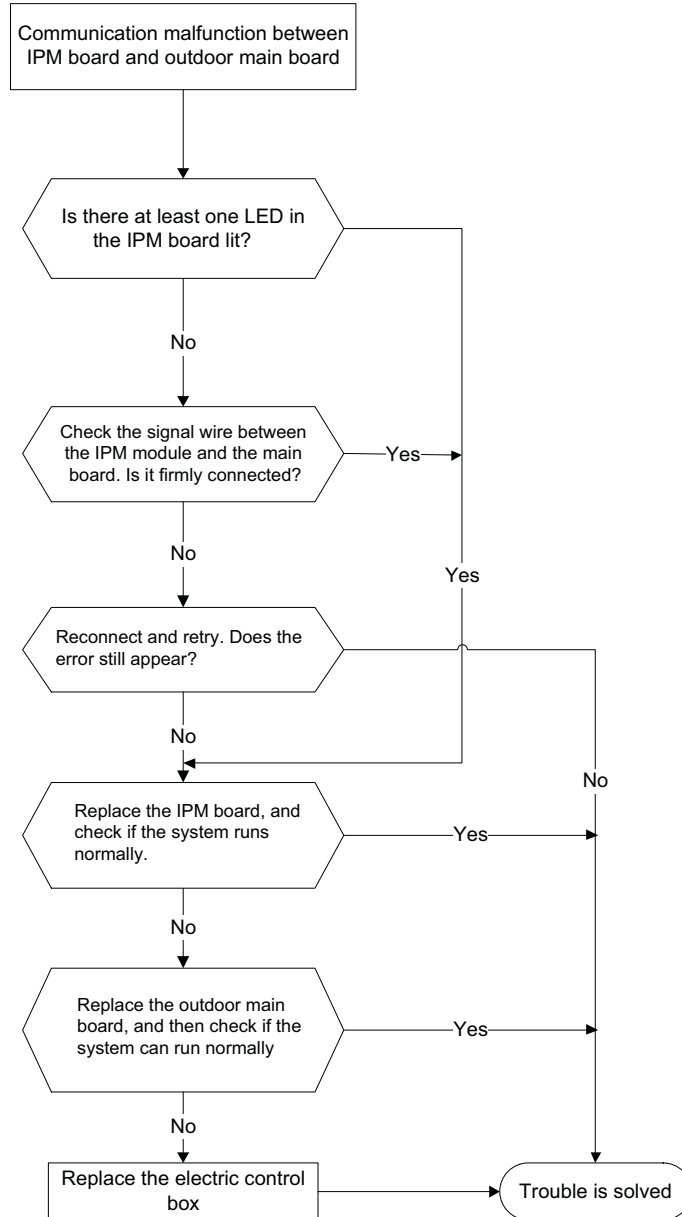 Communication malfunction between
IPM board and outdoor main board
Is there at least one LED in
the IPM board lit?
No
Check the signal wire between
the IPM module and the main
board. Is it firmly connected?
Yes
No
Yes
Reconnect and retry. Does the
error still appear?
No
No
Replace the IPM board, and
check if the system runs
normally.
Yes
No
Replace the outdoor main
board, and then check if the
system can run normally
Yes
No
Replace the electric control
box
Trouble is solved